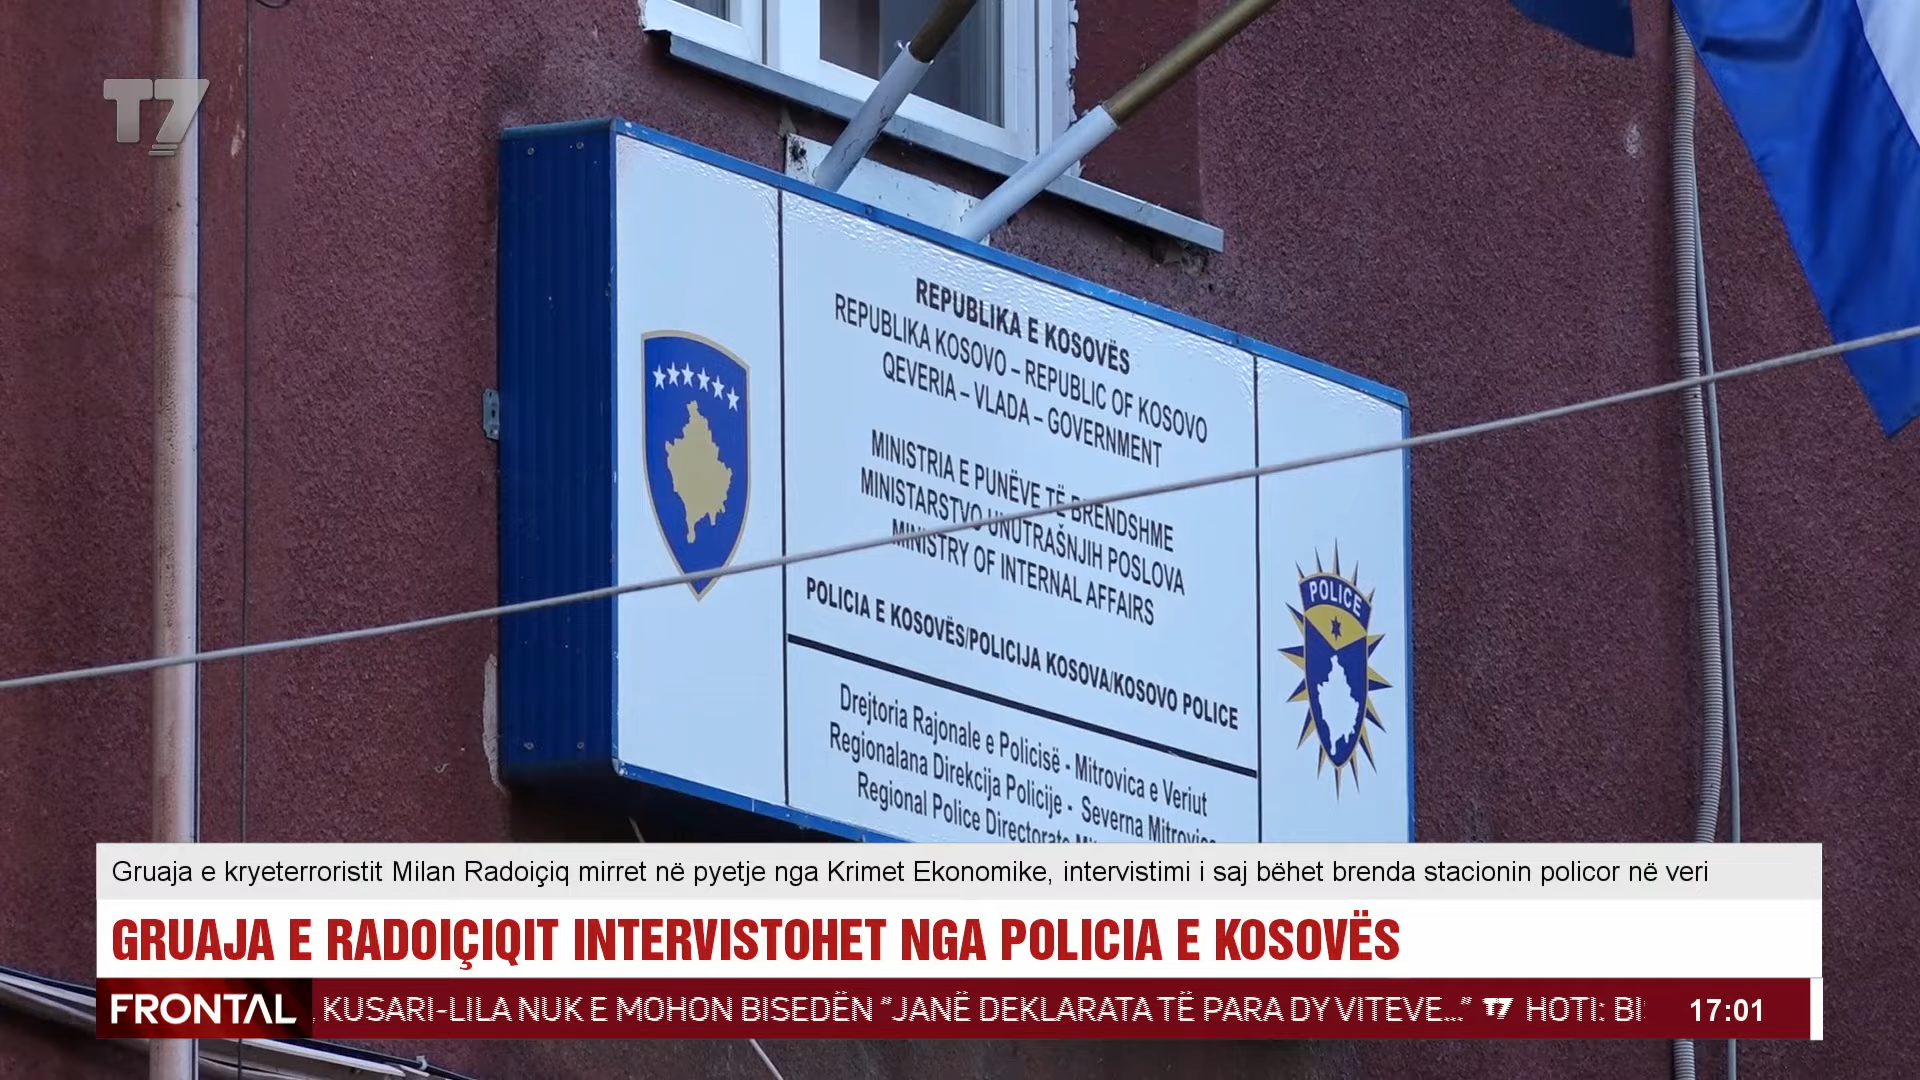 T7
REPUBLIKA E KOSOVËS
REPUBLIKA KOSOVO – REPUBLIC OF KOSOVO
QEVERIA – VLADA – GOVERNMENT
MINISTRIA E PUNËVE TË BRENDSHME
MINISTARSTVO UNUTRAŠNJIH POSLOVA
MINISTRY OF INTERNAL AFFAIRS
POLICIA E KOSOVËS/POLICIJA KOSOVA/KOSOVO POLICE
Drejtoria Rajonale e Policisë - Mitrovica e Veriut
Regionalana Direkcija Policije - Severna Mitrovica
Regional Police Directorate
POLICE
Gruaja e kryeterroristit Milan Radoiçiq mirret në pyetje nga Krimet Ekonomike, intervistimi i saj bëhet brenda stacionin policor në veri
GRUAJA E RADOIÇIQIT INTERVISTOHET NGA POLICIA E KOSOVËS
FRONTAL , KUSARI-LILA NUK E MOHON BISEDËN “JANË DEKLARATA TË PARA DY VITEVE...” T7 HOTI: 17:01